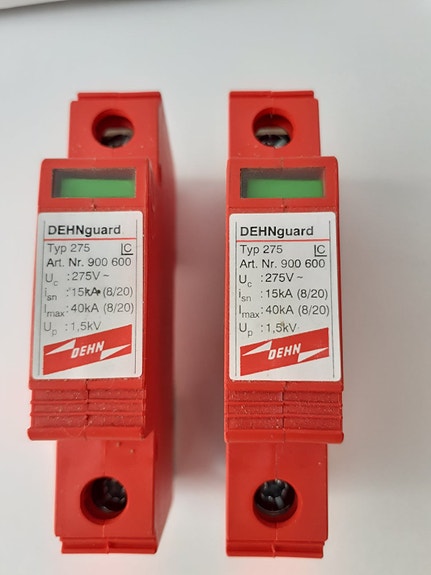 DEHNguard
Typ 275 C
Art. Nr. 900 600
Uc : 275V ~
isn : 15kA (8/20)
Imax : 40kA (8/20)
Up : 1,5kV
DEHN
DEHNguard
Typ 275 C
Art. Nr. 900 600
Uc : 275V ~
isn : 15kA (8/20)
Imax : 40kA (8/20)
Up : 1,5kV
DEHN